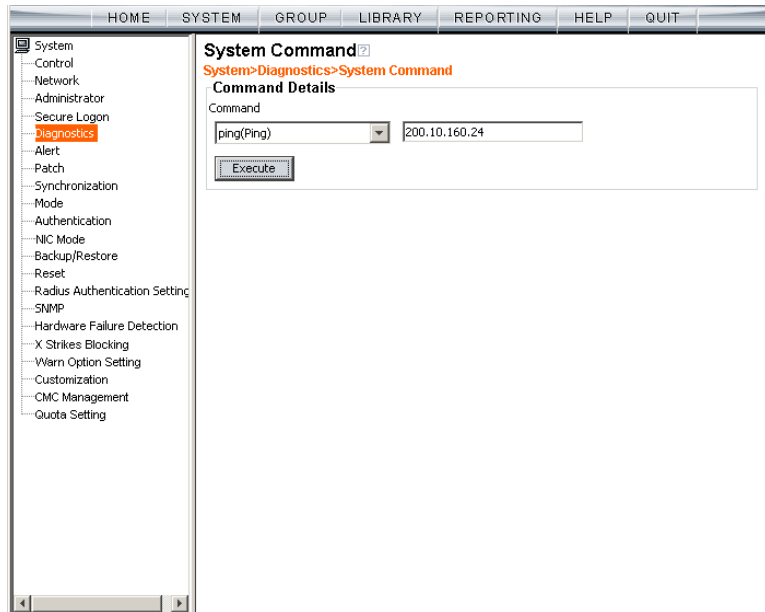 HOME SYSTEM GROUP LIBRARY REPORTING HELP QUIT
System
Control
Network
Administrator
Secure Logon
Diagnostics
Alert
Patch
Synchronization
Mode
Authentication
NIC Mode
Backup/Restore
Reset
Radius Authentication Setting
SNMP
Hardware Failure Detection
X Strikes Blocking
Warn Option Setting
Customization
CMC Management
Quota Setting
System Command?
System>Diagnostics>System Command
Command Details
Command
ping(Ping) 200.10.160.24
Execute